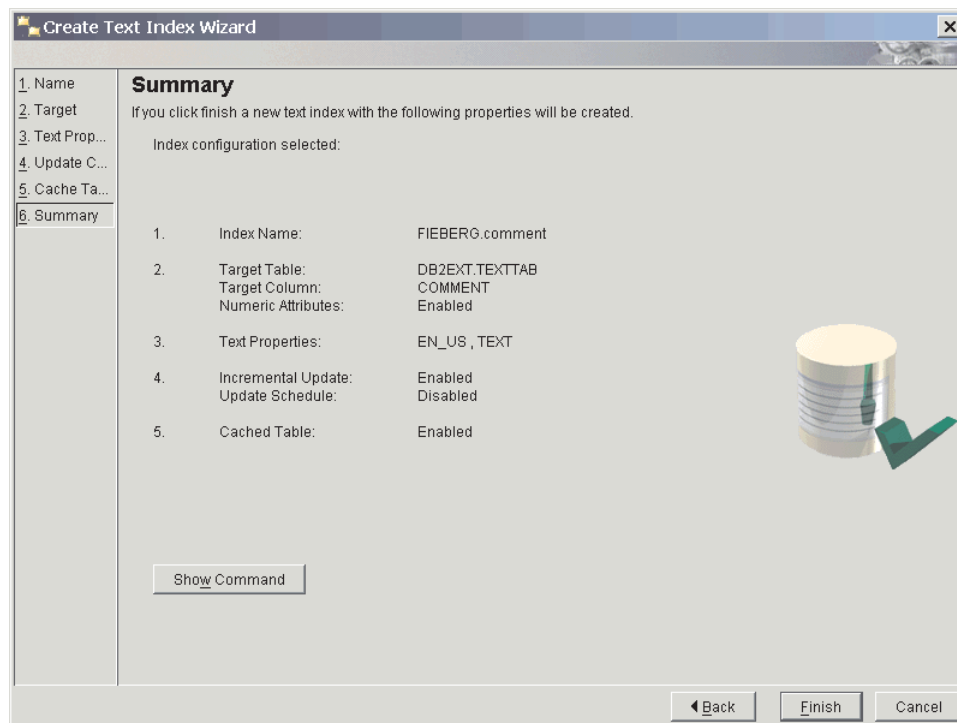 Create Text Index Wizard
1. Name
2. Target
3. Text Prop...
4. Update C...
5. Cache Ta...
6. Summary
Summary
If you click finish a new text index with the following properties will be created.
Index configuration selected:
1. Index Name: FIEBERG.comment
2. Target Table: DB2EXT.TEXTTAB
Target Column: COMMENT
Numeric Attributes: Enabled
3. Text Properties: EN_US , TEXT
4. Incremental Update: Enabled
Update Schedule: Disabled
5. Cached Table: Enabled
Show Command
Back Finish Cancel